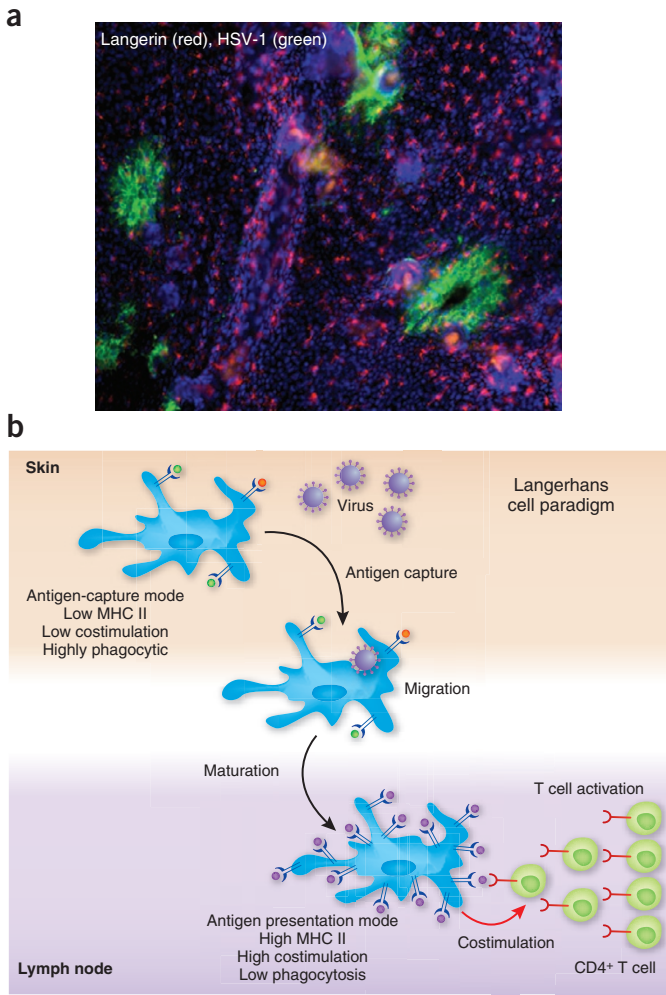 a
Langerin (red), HSV-1 (green)
b
Skin
Virus
Langerhans
cell paradigm
Antigen capture
Antigen-capture mode
Low MHC II
Low costimulation
Highly phagocytic
Migration
Maturation
T cell activation
Antigen presentation mode
High MHC II
High costimulation
Low phagocytosis
Costimulation
Lymph node
CD4+ T cell